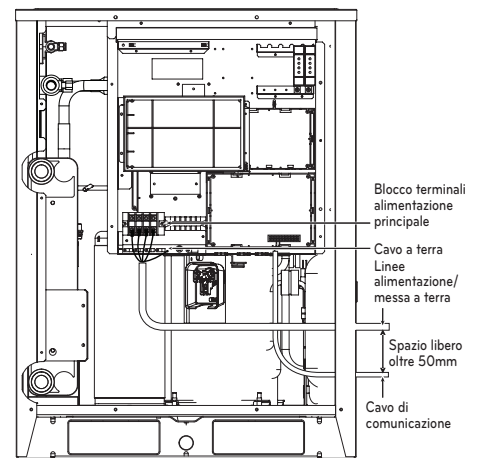 Blocco terminali
alimentazione
principale
Cavo a terra
Linee
alimentazione/
messa a terra
Spazio libero
oltre 50mm
Cavo di
comunicazione